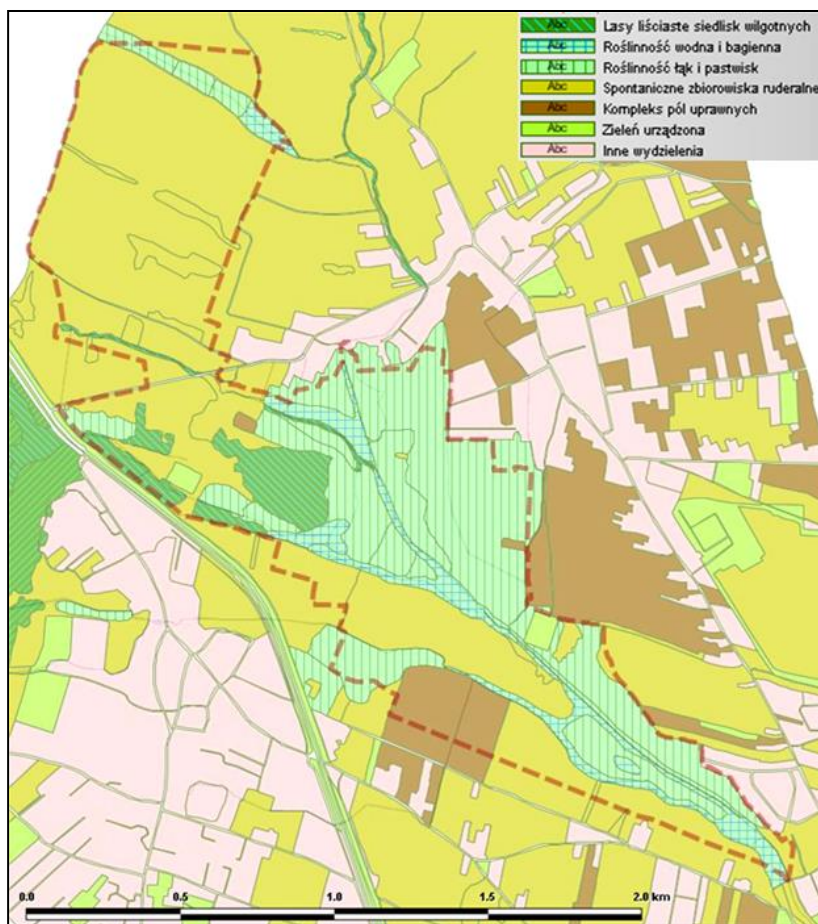 Abc Lasy liściaste siedlisk wilgotnych
Abc Roślinność wodna i bagienna
Abc Roślinność łąk i pastwisk
Abc Spontaniczne zbiorowiska ruderalne
Abc Kompleks pól uprawnych
Abc Zieleń urządzona
Abc Inne wydzielenia
0.0 0.5 1.0 1.5 2.0 km